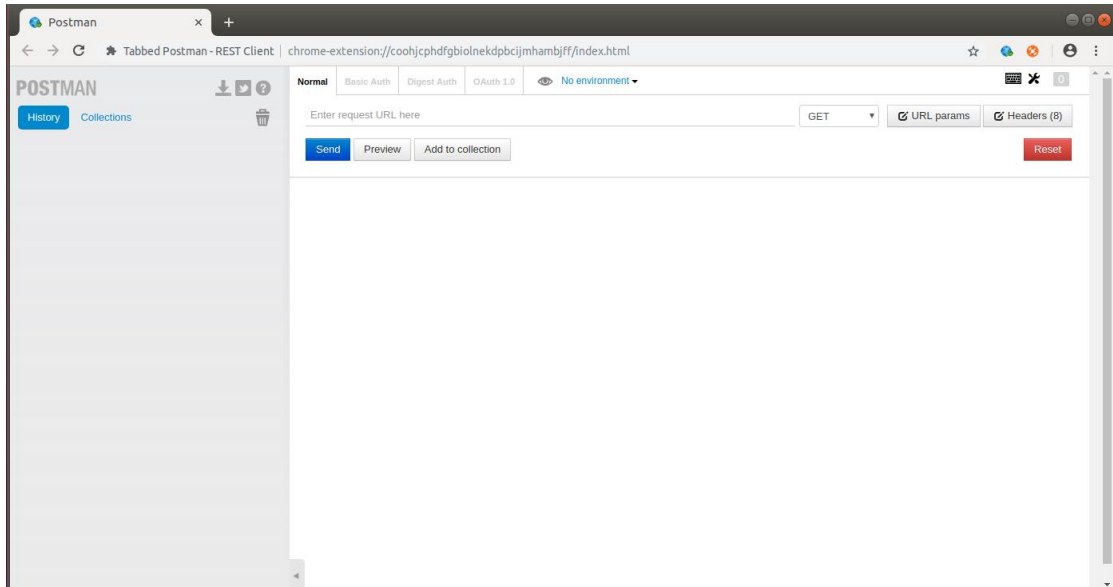 Postman
Tabbed Postman - REST Client | chrome-extension://coohjcphdfgbiolnekdpbcijmhambjff/index.html
POSTMAN
History Collections
Normal Basic Auth Digest Auth OAuth 1.0 No environment
0
Enter request URL here GET URL params Headers (8)
Send Preview Add to collection Reset